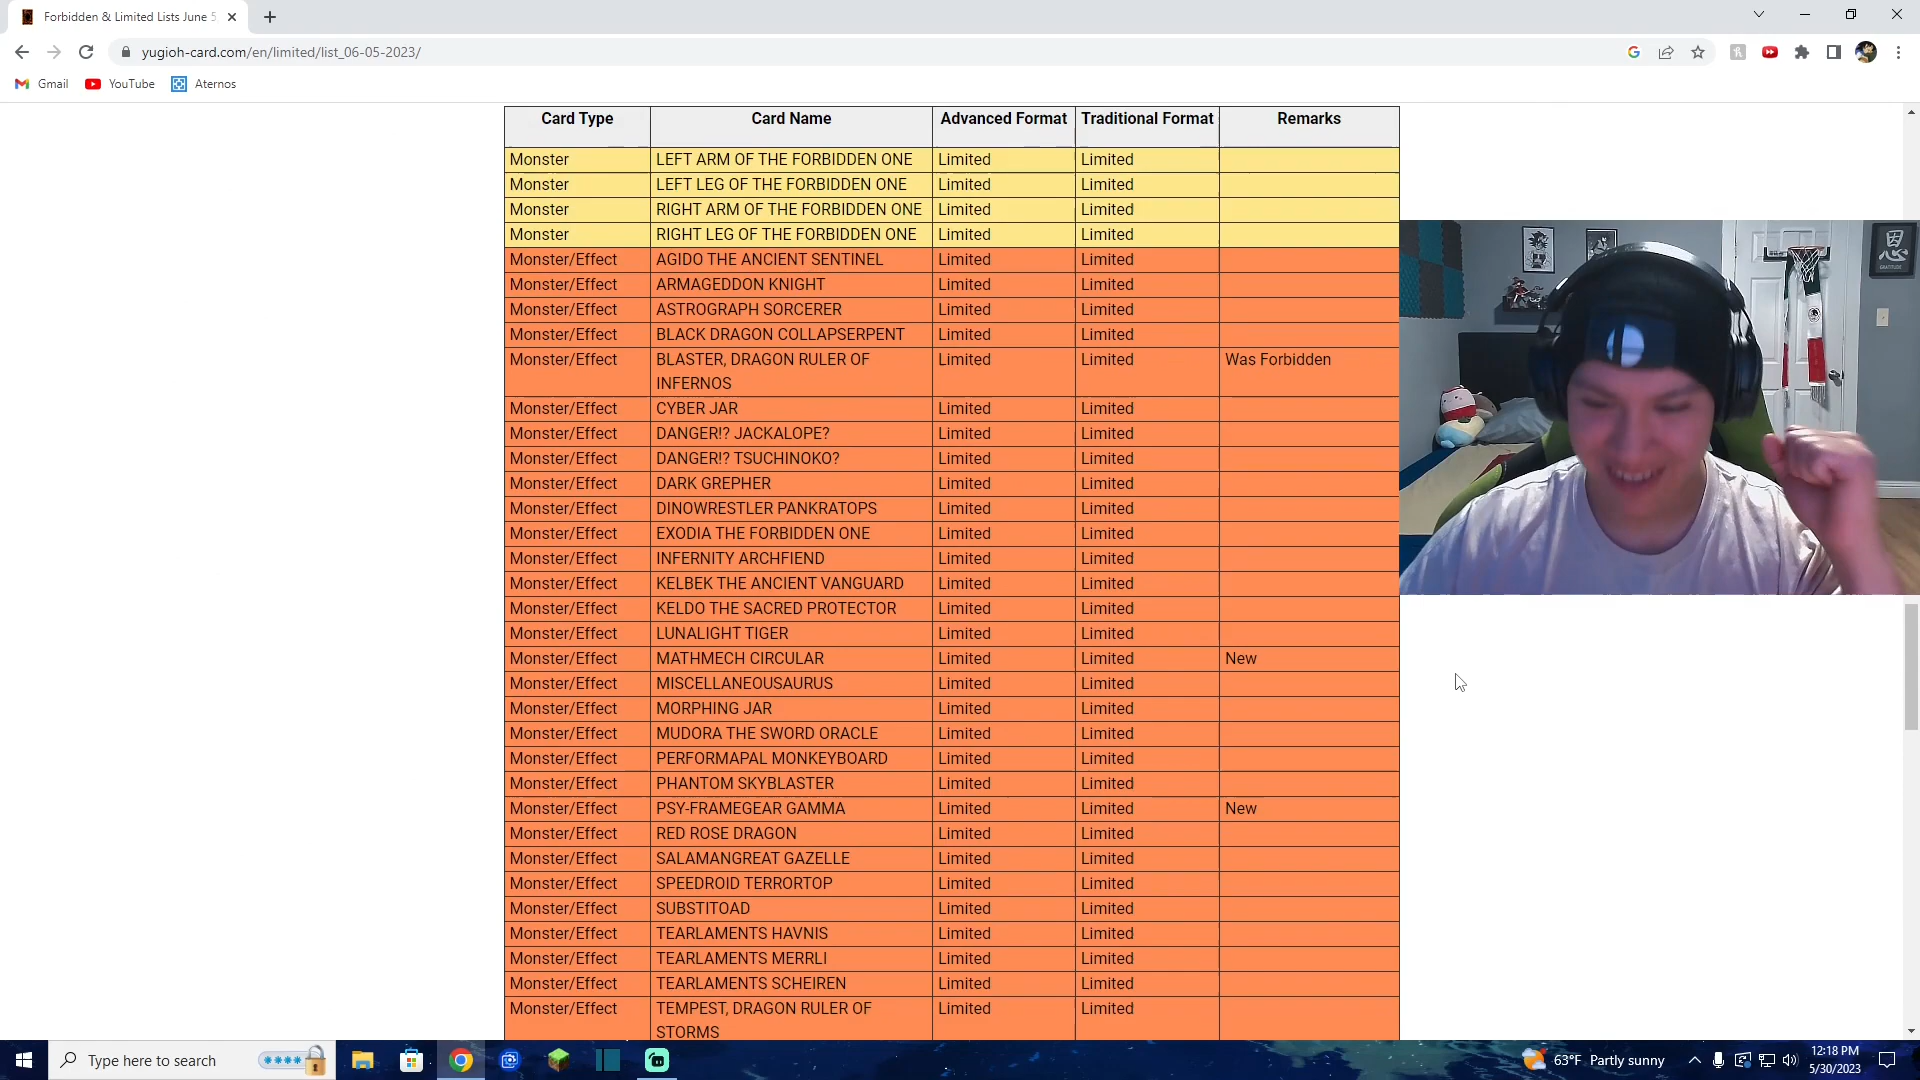 Forbidden & Limited Lists June 5
yugioh-card.com/en/limited/list_06-05-2023/
Gmail YouTube Aternos
Card Type Card Name Advanced Format Traditional Format Remarks
Monster LEFT ARM OF THE FORBIDDEN ONE Limited Limited
Monster LEFT LEG OF THE FORBIDDEN ONE Limited Limited
Monster RIGHT ARM OF THE FORBIDDEN ONE Limited Limited
Monster RIGHT LEG OF THE FORBIDDEN ONE Limited Limited
Monster/Effect AGIDO THE ANCIENT SENTINEL Limited Limited
Monster/Effect ARMAGEDDON KNIGHT Limited Limited
Monster/Effect ASTROGRAPH SORCERER Limited Limited
Monster/Effect BLACK DRAGON COLLAPSERPENT Limited Limited
Monster/Effect BLASTER, DRAGON RULER OF Limited Limited Was Forbidden
INFERNOS
Monster/Effect CYBER JAR Limited Limited
Monster/Effect DANGER!? JACKALOPE? Limited Limited
Monster/Effect DANGER!? TSUCHINOKO? Limited Limited
Monster/Effect DARK GREPHER Limited Limited
Monster/Effect DINOWRESTLER PANKRATOPS Limited Limited
Monster/Effect EXODIA THE FORBIDDEN ONE Limited Limited
Monster/Effect INFERNITY ARCHFIEND Limited Limited
Monster/Effect KELBEK THE ANCIENT VANGUARD Limited Limited
Monster/Effect KELDO THE SACRED PROTECTOR Limited Limited
Monster/Effect LUNALIGHT TIGER Limited Limited
Monster/Effect MATHMECH CIRCULAR Limited Limited New
Monster/Effect MISCELLANEOUSAURUS Limited Limited
Monster/Effect MORPHING JAR Limited Limited
Monster/Effect MUDORA THE SWORD ORACLE Limited Limited
Monster/Effect PERFORMAPAL MONKEYBOARD Limited Limited
Monster/Effect PHANTOM SKYBLASTER Limited Limited
Monster/Effect PSY-FRAMEGEAR GAMMA Limited Limited New
Monster/Effect RED ROSE DRAGON Limited Limited
Monster/Effect SALAMANGREAT GAZELLE Limited Limited
Monster/Effect SPEEDROID TERRORTOP Limited Limited
Monster/Effect SUBSTITOAD Limited Limited
Monster/Effect TEARLAMENTS HAVNIS Limited Limited
Monster/Effect TEARLAMENTS MERRLI Limited Limited
Monster/Effect TEARLAMENTS SCHEIREN Limited Limited
Monster/Effect TEMPEST, DRAGON RULER OF Limited Limited
STORMS
GRATITUDE
Type here to search
63°F Partly sunny
12:18 PM
5/30/2023